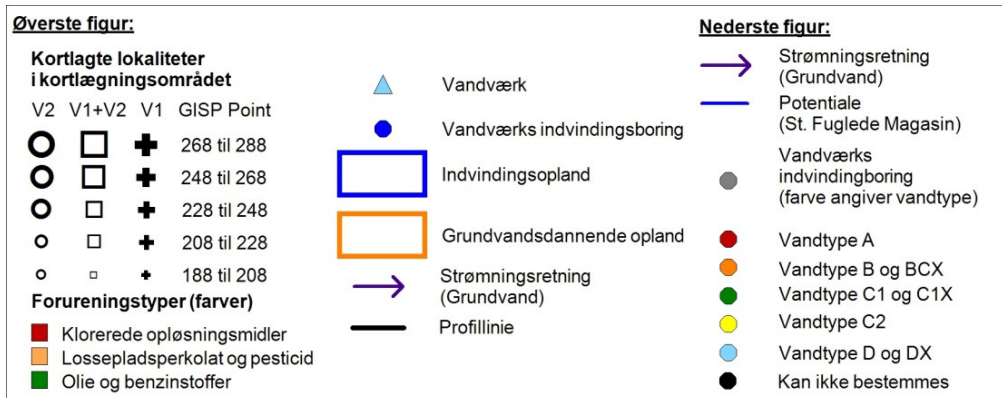 Øverste figur:
Kortlagte lokaliteter
i kortlægningsområdet
V2 V1+V2 V1 GISP Point
268 til 288
248 til 268
228 til 248
208 til 228
188 til 208
Forureningstyper (farver)
Klorerede opløsningsmidler
Lossepladsperkolat og pesticid
Olie og benzinstoffer
Vandværk
Vandværks indvindingsboring
Indvindingsopland
Grundvandsdannende opland
Strømningsretning
(Grundvand)
Profillinie
Nederste figur:
Strømningsretning
(Grundvand)
Potentiale
(St. Fuglede Magasin)
Vandværks
indvindingboring
(farve angiver vandtype)
Vandtype A
Vandtype B og BCX
Vandtype C1 og C1X
Vandtype C2
Vandtype D og DX
Kan ikke bestemmes